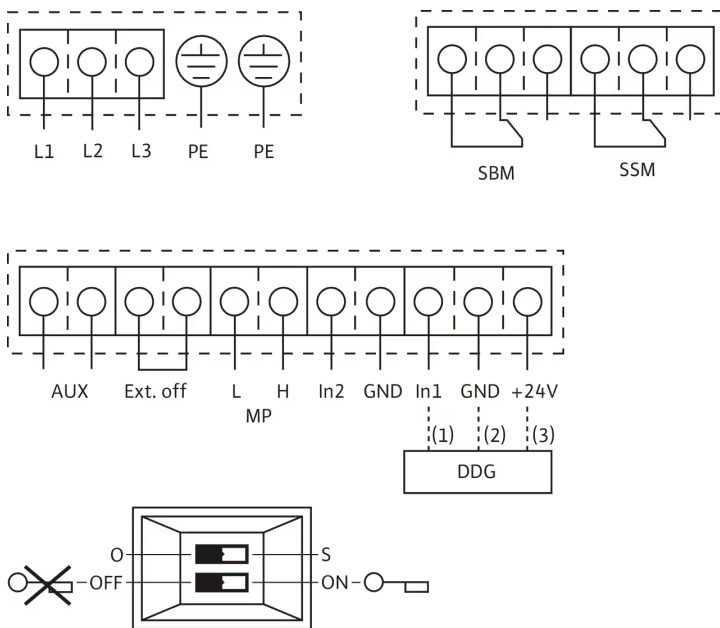 L1 L2 L3 PE PE
SBM SSM
AUX Ext. off L H In2 GND In1 GND +24V
MP
(1) (2) (3)
DDG
O S
OFF ON